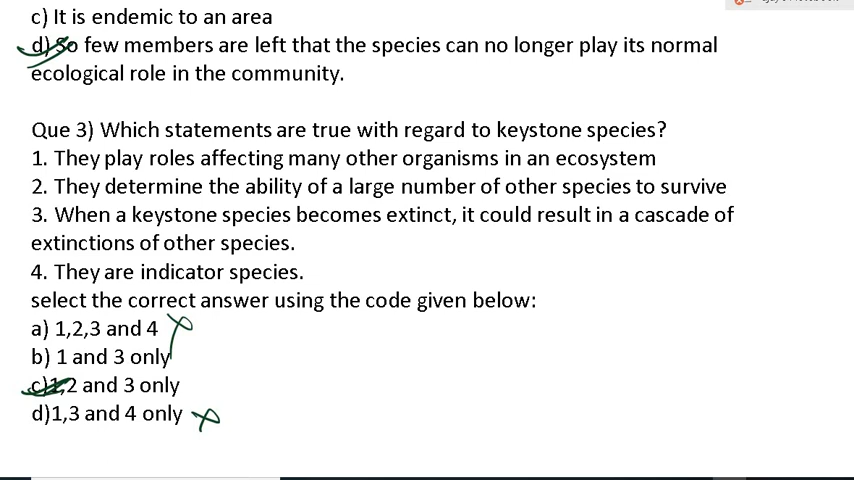 c) It is endemic to an area
d) So few members are left that the species can no longer play its normal
ecological role in the community.
Que 3) Which statements are true with regard to keystone species?
1. They play roles affecting many other organisms in an ecosystem
2. They determine the ability of a large number of other species to survive
3. When a keystone species becomes extinct, it could result in a cascade of
extinctions of other species.
4. They are indicator species.
select the correct answer using the code given below:
a) 1,2,3 and 4
b) 1 and 3 only
c)1,2 and 3 only
d)1,3 and 4 only